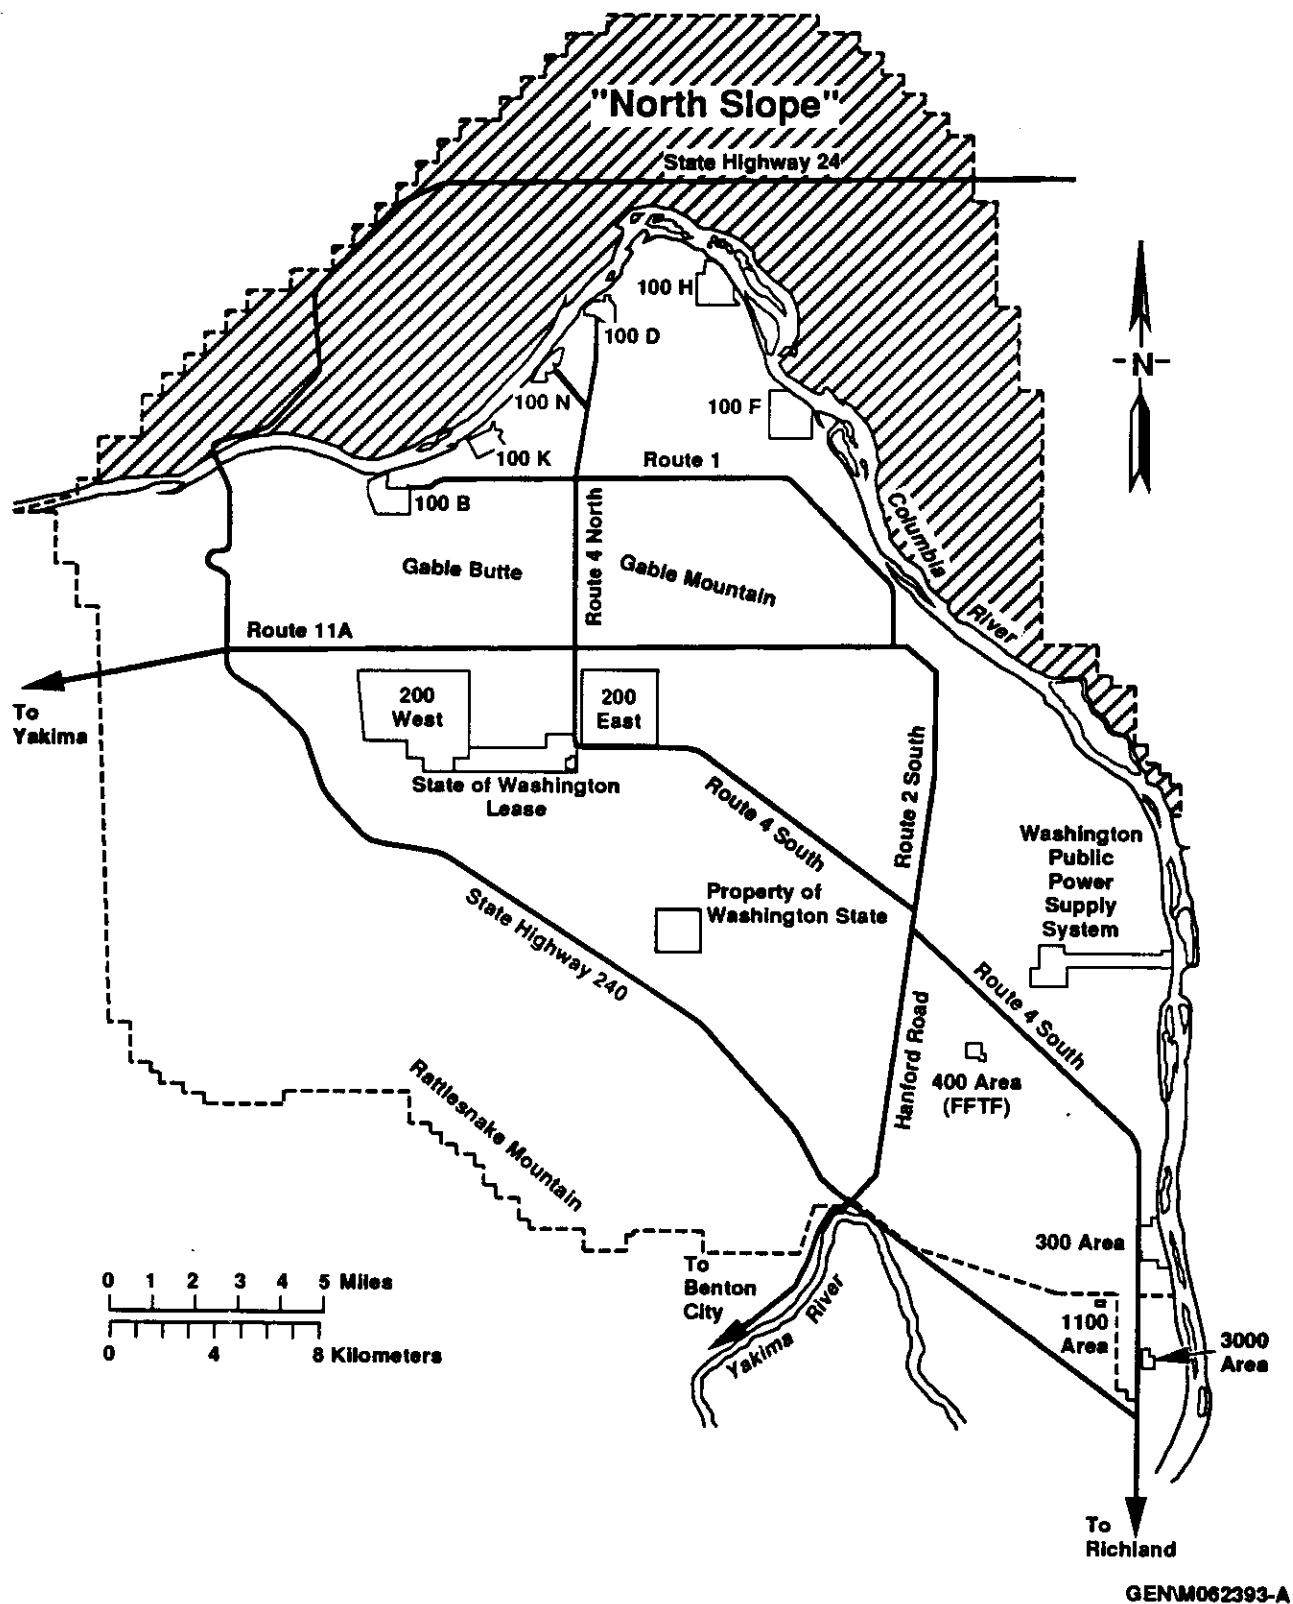 "North Slope"
State Highway 24
100 H
100 D
N
100 N
100 F
100 K
Route 1
100 B
Columbia
River
Route 4 North
Gable Butte
Gable Mountain
Route 11A
To
Yakima
200
West
200
East
State of Washington
Lease
Route 4 South
Route 2 South
Washington
Public
Power
Supply
System
Property of
Washington State
State Highway 240
Route 4 South
Hanford Road
400 Area
(FFTF)
Rattlesnake Mountain
300 Area
To
Benton
City
Yakima
River
1100
Area
3000
Area
0 1 2 3 4 5 Miles
0 4 8 Kilometers
To
Richland
GEN\M062393-A